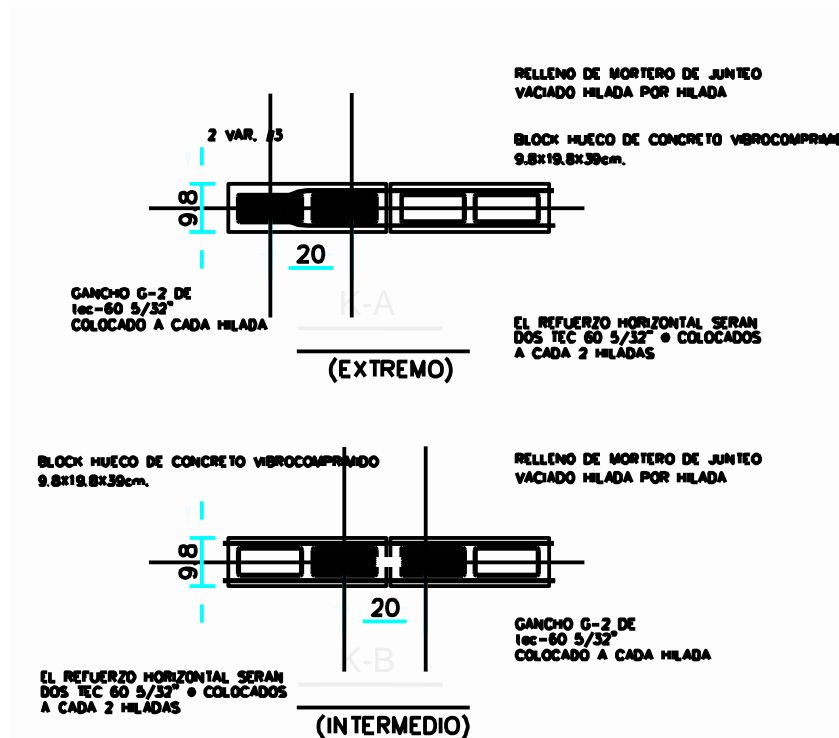 RELLENO DE MORTERO DE JUNTEO
VACIADO HILADA POR HILADA
2 VAR. #3
BLOCK HUECO DE CONCRETO
9.8x19.8x39cm.
9.8
20
GANCHO G-2 DE
tec-60 5/32"
COLOCADO A CADA HILADA
K-A
(EXTREMO)
EL REFUERZO HORIZONTAL SERAN
DOS TEC 60 5/32" ø COLOCADOS
A CADA 2 HILADAS
BLOCK HUECO DE CONCRETO VIBROCOMPRIMIDO
9.8x19.8x39cm.
RELLENO DE MORTERO DE JUNTEO
VACIADO HILADA POR HILADA
9.8
20
GANCHO G-2 DE
tec-60 5/32"
COLOCADO A CADA HILADA
K-B
EL REFUERZO HORIZONTAL SERAN
DOS TEC 60 5/32" ø COLOCADOS
A CADA 2 HILADAS
(INTERMEDIO)